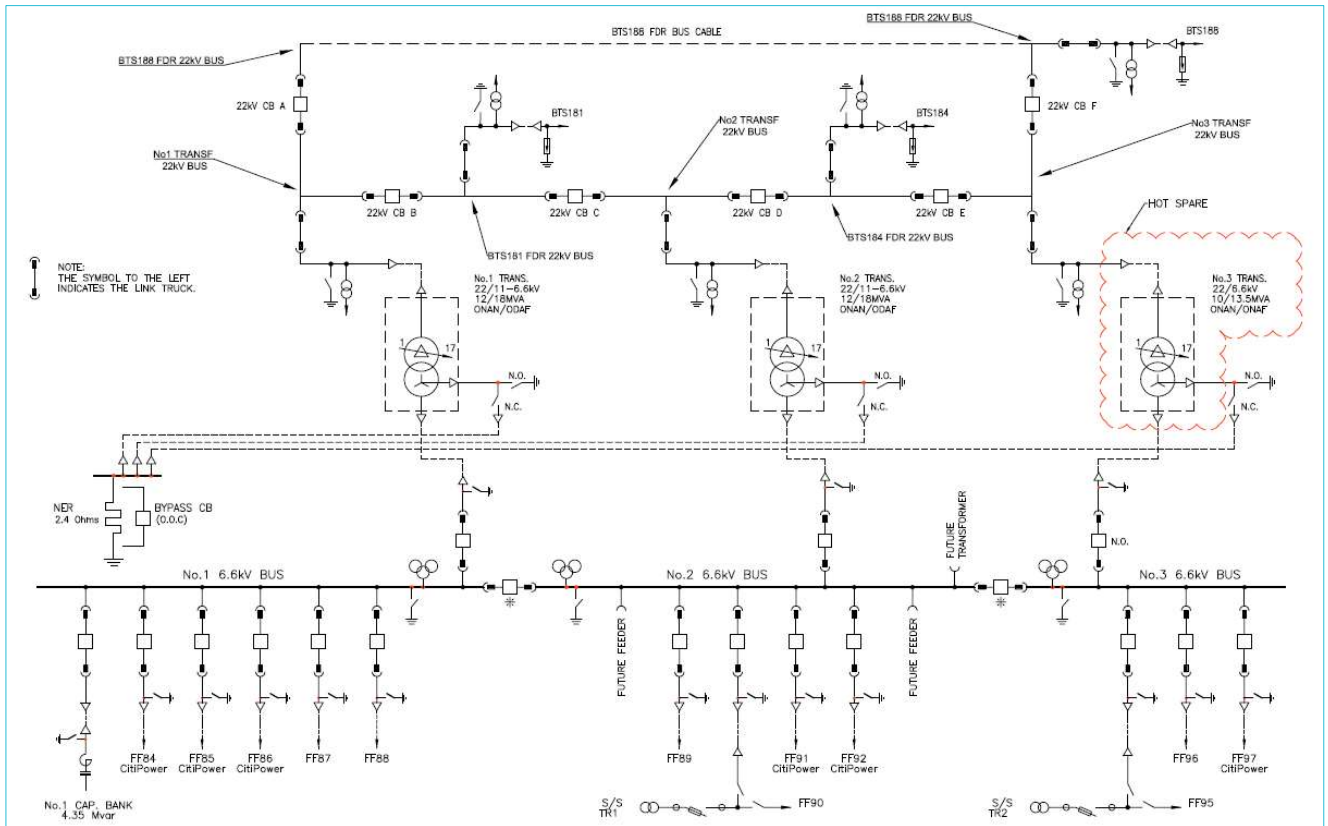 BTS188 FDR 22kV BUS
BTS188 FDR BUS CABLE
BTS188
BTS188 FDR 22kV BUS
22kV CB A
22kV CB F
BTS181
No2 TRANSF
22kV BUS
BTS184
No3 TRANSF
22kV BUS
No1 TRANSF
22kV BUS
22kV CB B
22kV CB C
22kV CB D
22kV CB E
HOT SPARE
BTS181 FDR 22kV BUS
BTS184 FDR 22kV BUS
NOTE:
THE SYMBOL TO THE LEFT
INDICATES THE LINK TRUCK.
No.1 TRANS.
22/11-6.6kV
12/18MVA
ONAN/ODAF
No.2 TRANS.
22/11-6.6kV
12/18MVA
ONAN/ODAF
No.3 TRANS.
22/6.6kV
10/13.5MVA
ONAN/ONAF
1
17
N.O.
N.C.
1
17
N.O.
N.C.
1
17
N.O.
N.C.
NER
2.4 Ohms
BYPASS CB
(O.O.C)
FUTURE
TRANSFORMER
N.O.
No.1 6.6kV BUS
No.2 6.6kV BUS
No.3 6.6kV BUS
*
*
FUTURE FEEDER
FUTURE FEEDER
FF84
CitiPower
FF85
CitiPower
FF86
CitiPower
FF87
FF88
FF89
FF91
CitiPower
FF92
CitiPower
FF96
FF97
CitiPower
No.1 CAP. BANK
4.35 Mvar
S/S
TR1
FF90
S/S
TR2
FF95